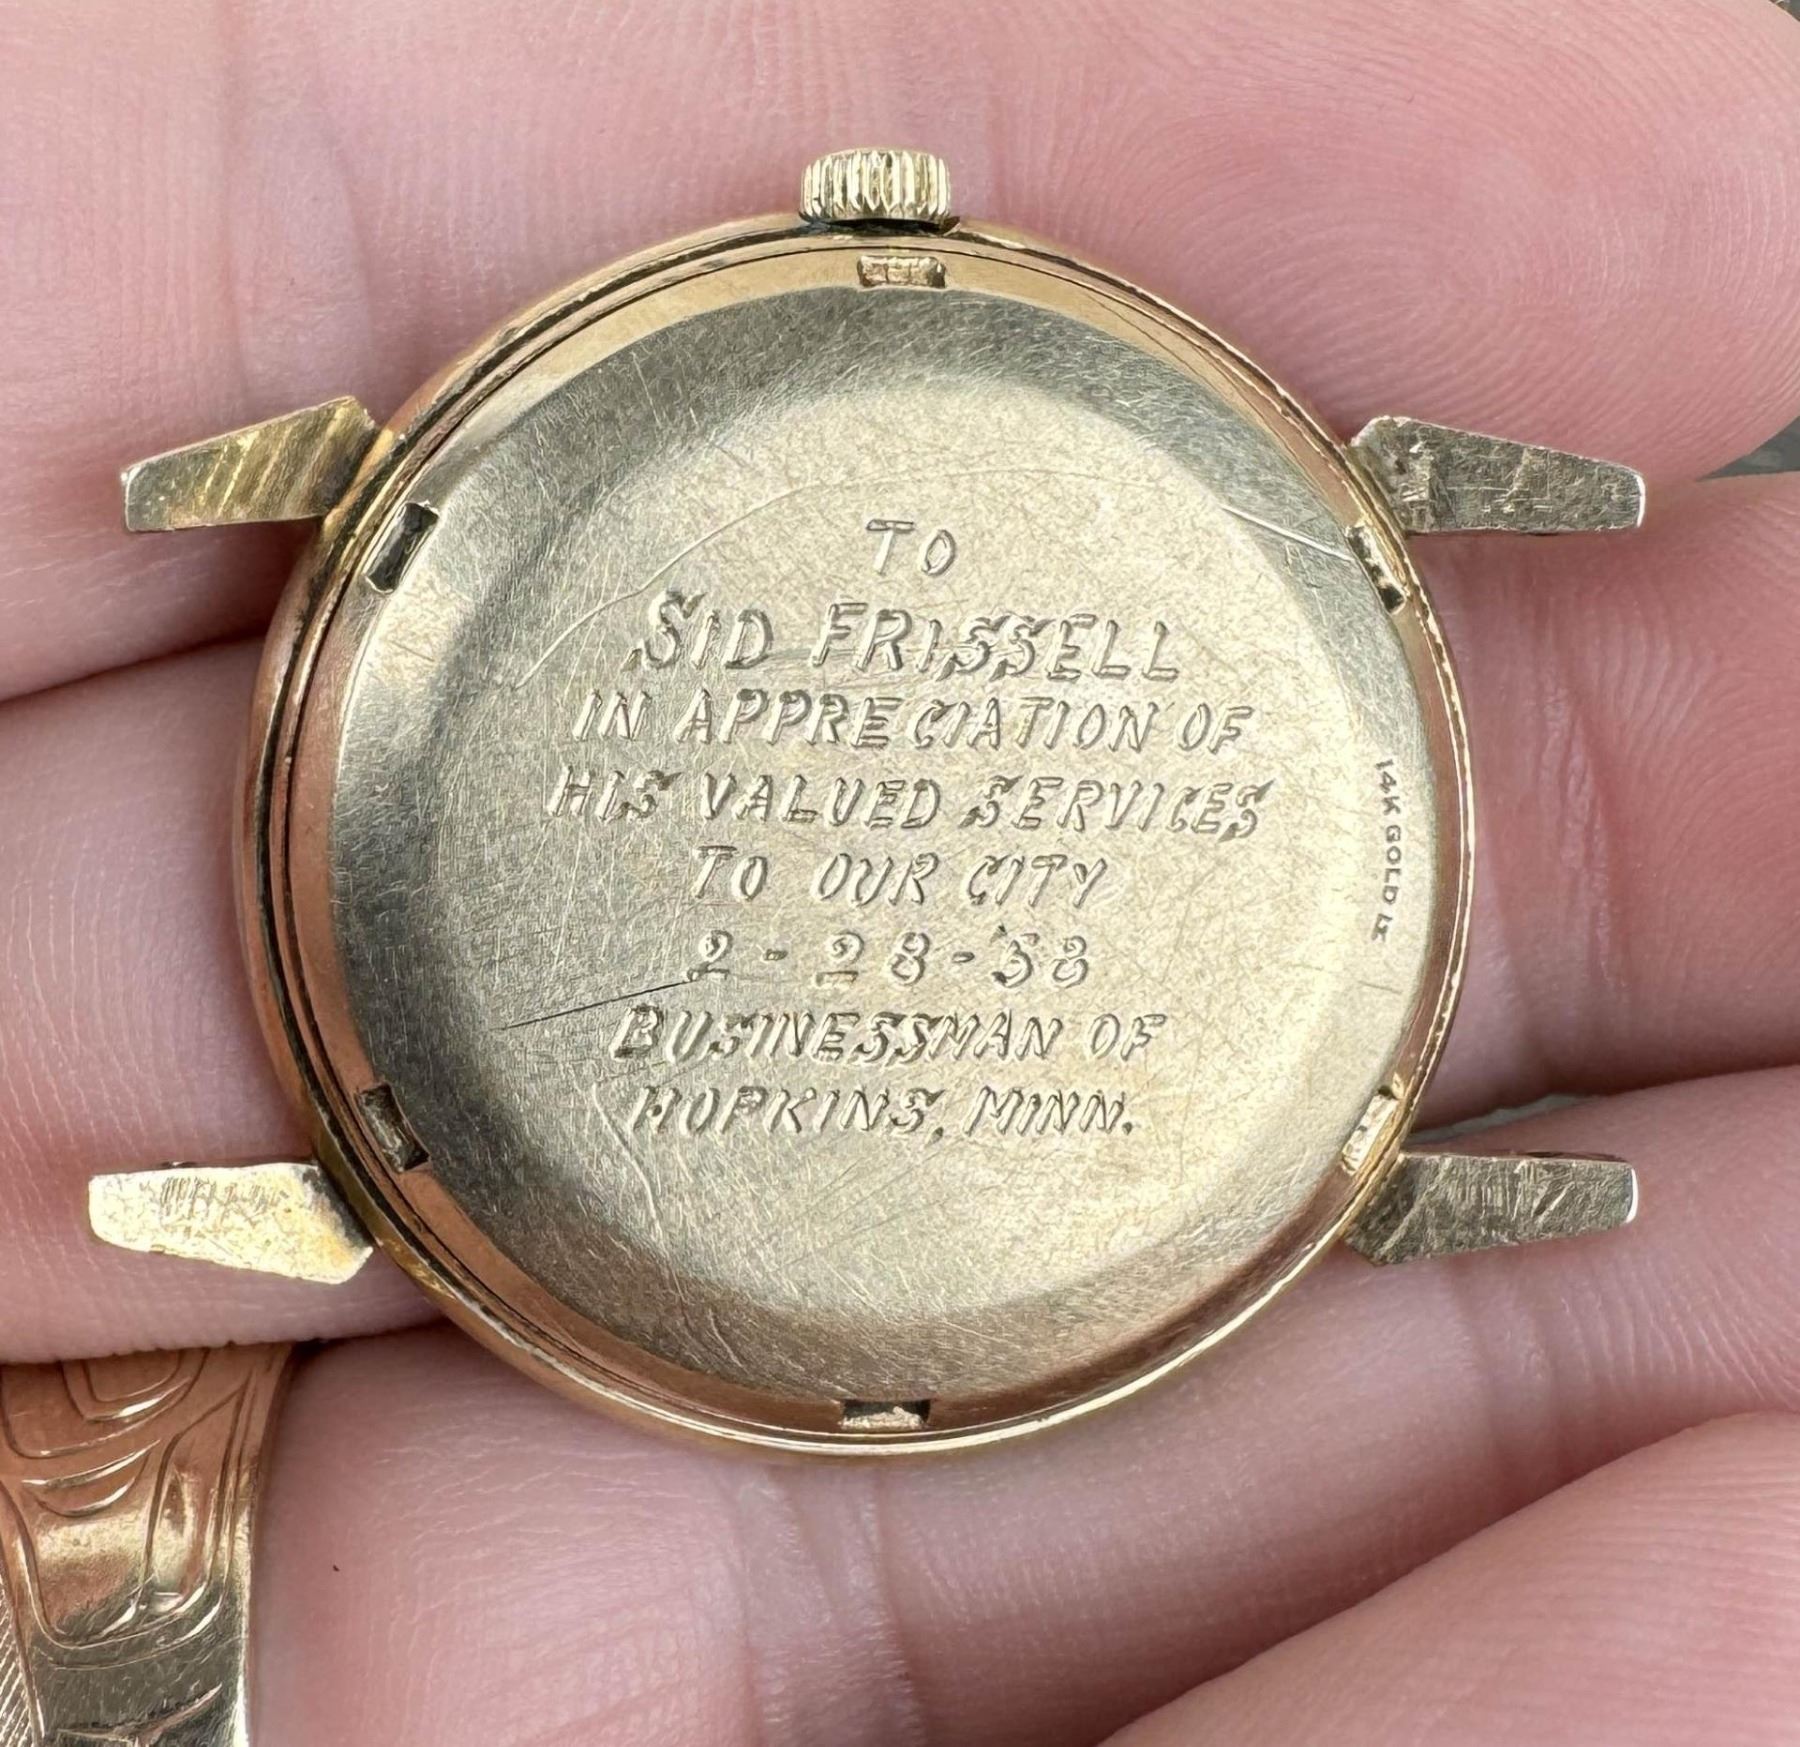 TO
SID FRISSELL
IN APPRECIATION OF
HIS VALUED SERVICES
TO OUR CITY
2-28-58
BUSINESSMAN OF
HOPKINS, MINN.
14K GOLD